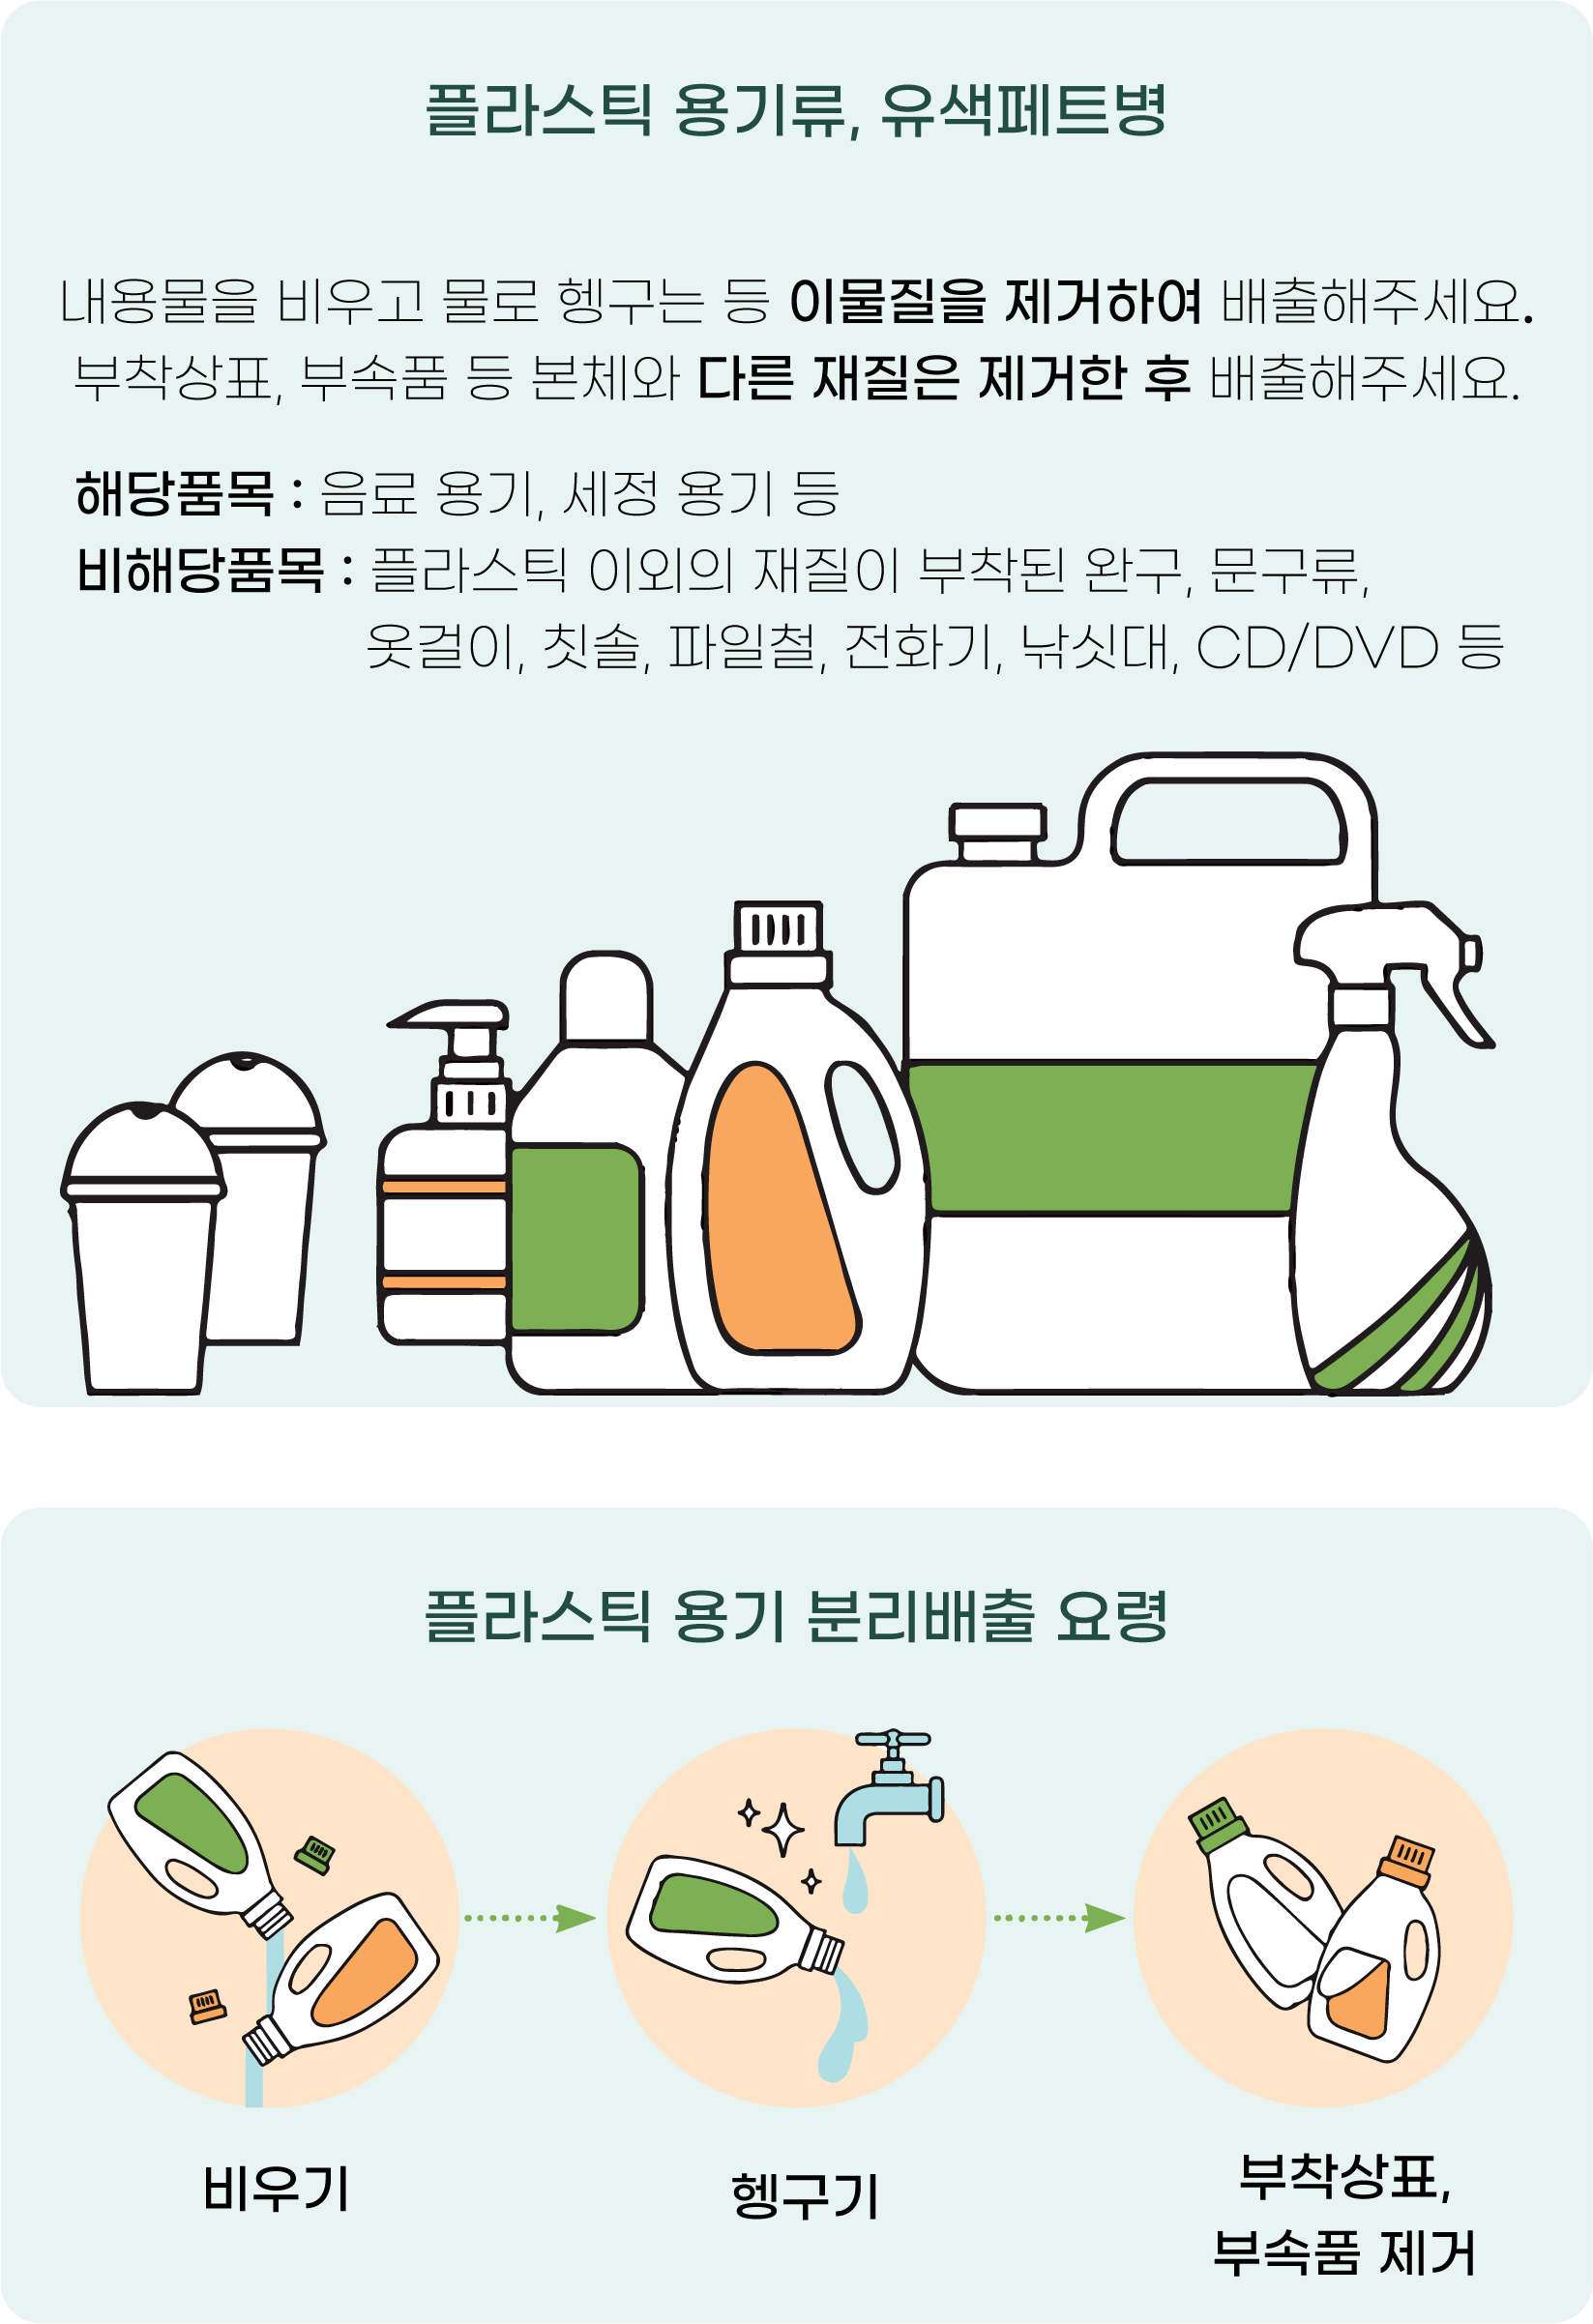 플라스틱 용기류, 유색페트병
내용물을 비우고 물로 헹구는 등 이물질을 제거하여 배출해주세요.
부착상표, 부속품 등 본체와 다른 재질은 제거한 후 배출해주세요.
해당품목 : 음료 용기, 세정 용기 등
비해당품목 : 플라스틱 이외의 재질이 부착된 완구, 문구류,
옷걸이, 칫솔, 파일철, 전화기, 낚싯대, CD/DVD 등
플라스틱 용기 분리배출 요령
비우기
헹구기
부착상표,
부속품 제거